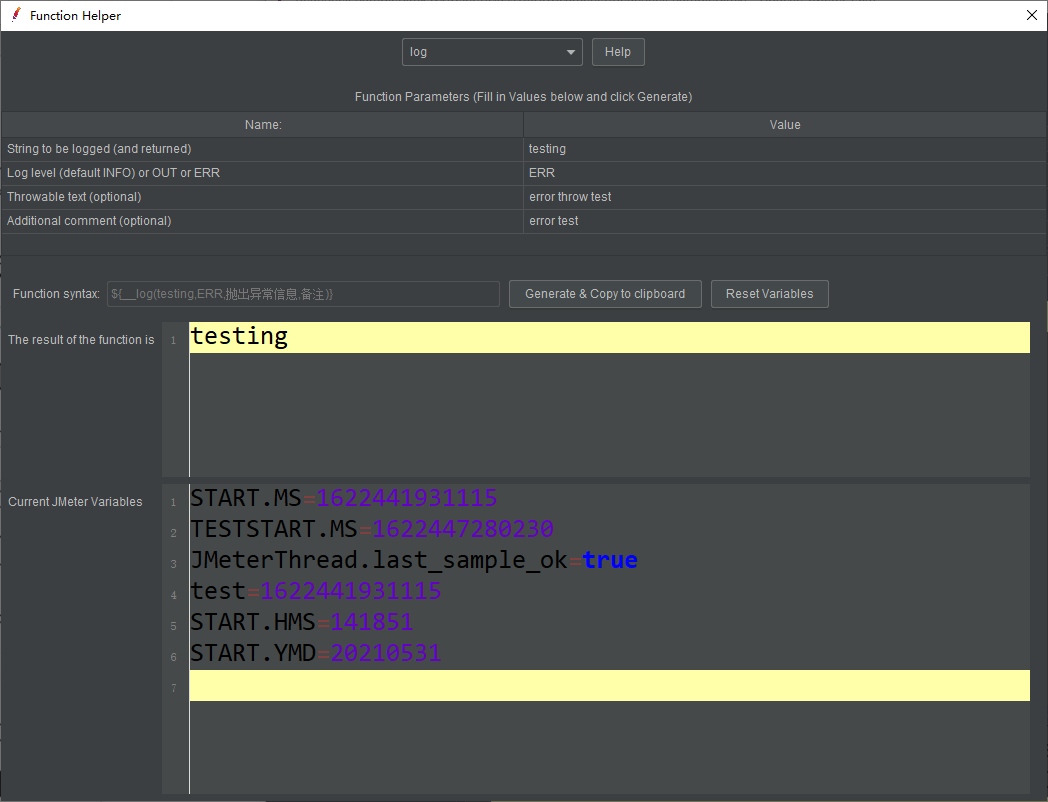 Function Helper
log
Help
Function Parameters (Fill in Values below and click Generate)
Name: Value
String to be logged (and returned) testing
Log level (default INFO) or OUT or ERR ERR
Throwable text (optional) error throw test
Additional comment (optional) error test
Function syntax: ${__log(testing,ERR,抛出异常信息,备注)} Generate & Copy to clipboard Reset Variables
The result of the function is 1 testing
Current JMeter Variables 1 START.MS=1622441931115
2 TESTSTART.MS=1622447280230
3 JMeterThread.last_sample_ok=true
4 test=1622441931115
5 START.HMS=141851
6 START.YMD=20210531
7